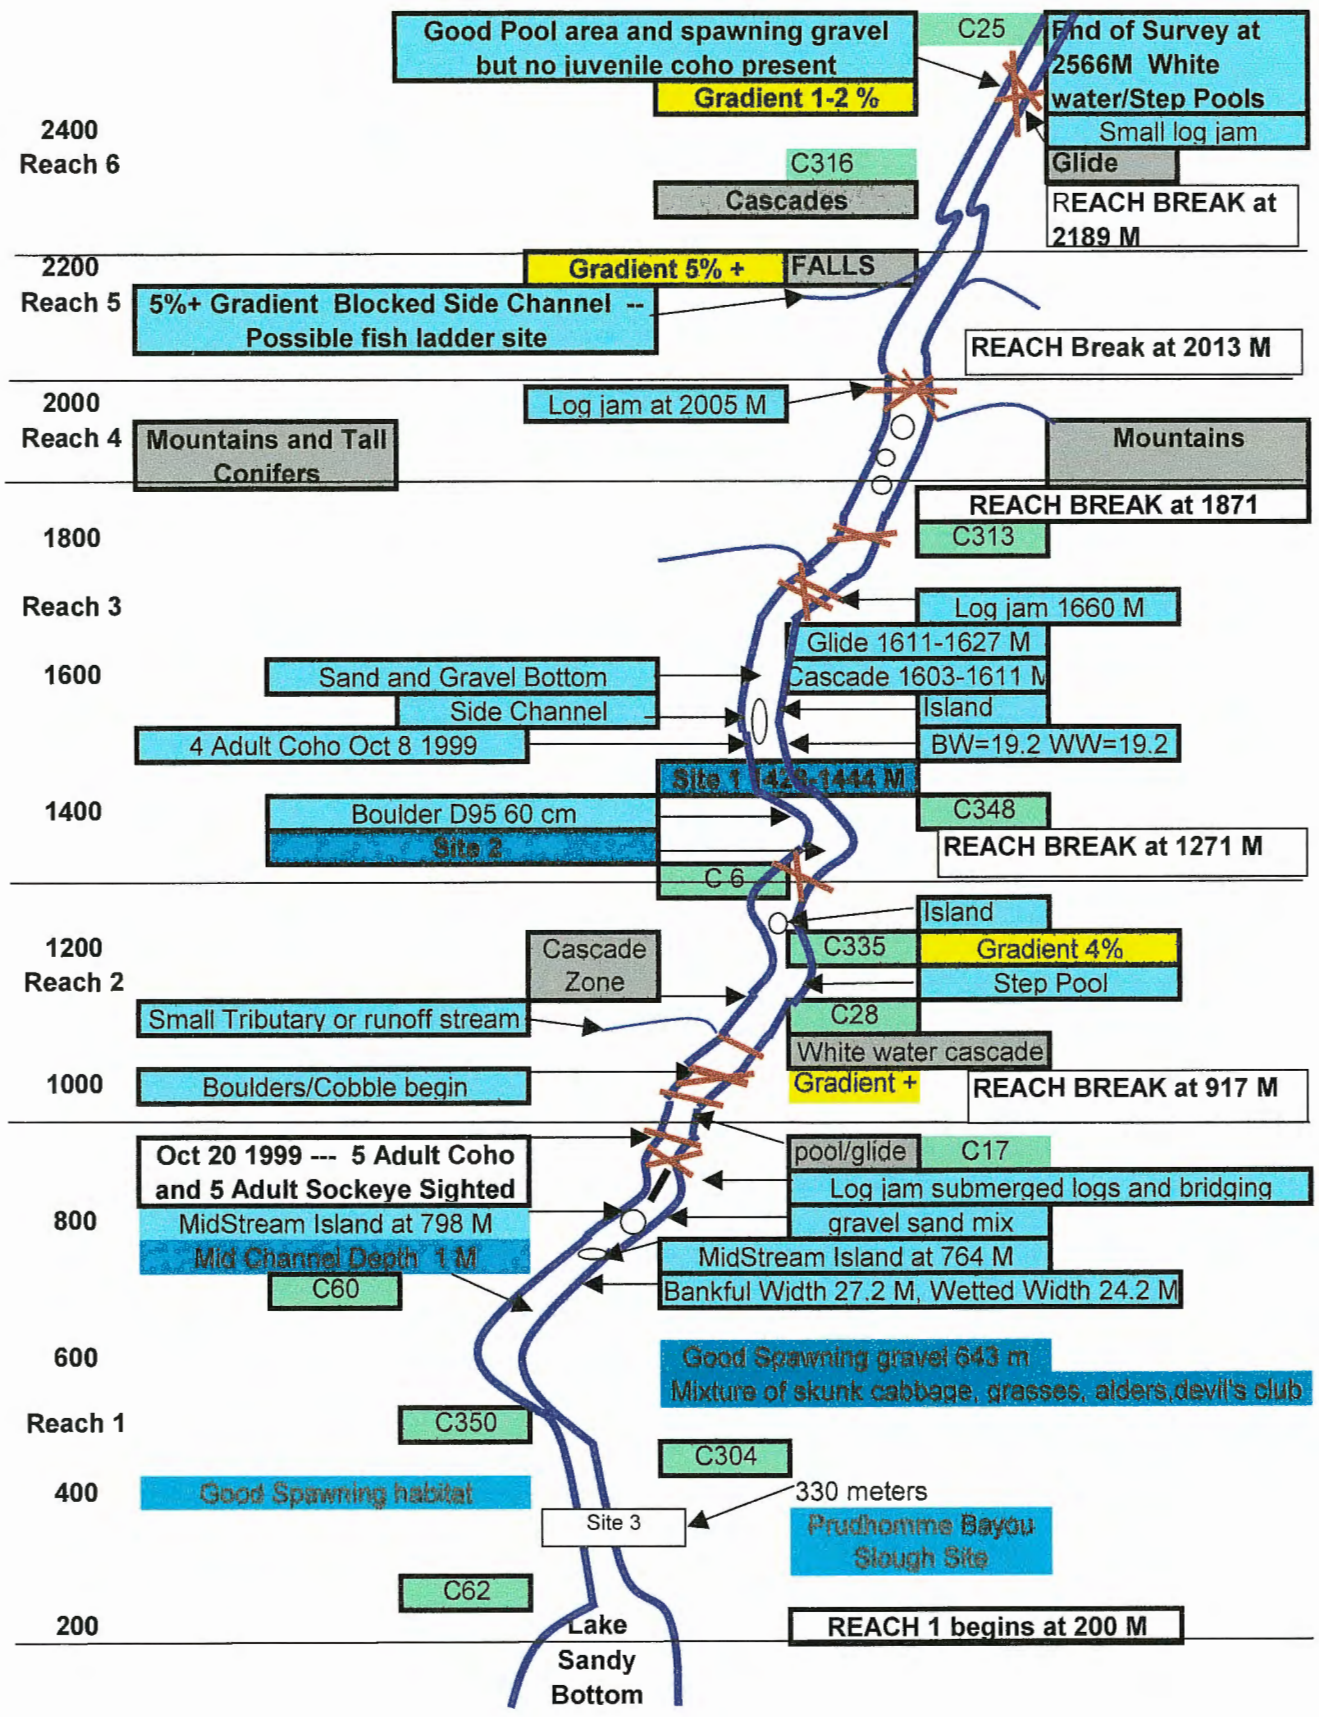 Good Pool area and spawning gravel
but no juvenile coho present
C25
End of Survey at
2566M White
water/Step Pools
Gradient 1-2 %
Small log jam
2400
Reach 6
C316
Glide
Cascades
REACH BREAK at
2189 M
2200
Reach 5
Gradient 5% +
FALLS
5%+ Gradient Blocked Side Channel --
Possible fish ladder site
REACH Break at 2013 M
2000
Reach 4
Log jam at 2005 M
Mountains and Tall
Conifers
Mountains
REACH BREAK at 1871
1800
C313
Reach 3
Log jam 1660 M
Glide 1611-1627 M
1600
Sand and Gravel Bottom
Cascade 1603-1611 M
Side Channel
Island
4 Adult Coho Oct 8 1999
BW=19.2 WW=19.2
Site 1 1428-1444 M
1400
Boulder D95 60 cm
C348
Site 2
REACH BREAK at 1271 M
C 6
Island
1200
Reach 2
Cascade
Zone
C335
Gradient 4%
Step Pool
Small Tributary or runoff stream
C28
White water cascade
1000
Boulders/Cobble begin
Gradient +
REACH BREAK at 917 M
Oct 20 1999 --- 5 Adult Coho
and 5 Adult Sockeye Sighted
pool/glide
C17
Log jam submerged logs and bridging
800
MidStream Island at 798 M
gravel sand mix
Mid Channel Depth 1 M
MidStream Island at 764 M
C60
Bankful Width 27.2 M, Wetted Width 24.2 M
600
Good Spawning gravel 643 m
Mixture of skunk cabbage, grasses, alders,devil's club
Reach 1
C350
C304
400
Good Spawning habitat
330 meters
Site 3
Prudhomme Bayou
Slough Site
C62
200
Lake
Sandy
Bottom
REACH 1 begins at 200 M